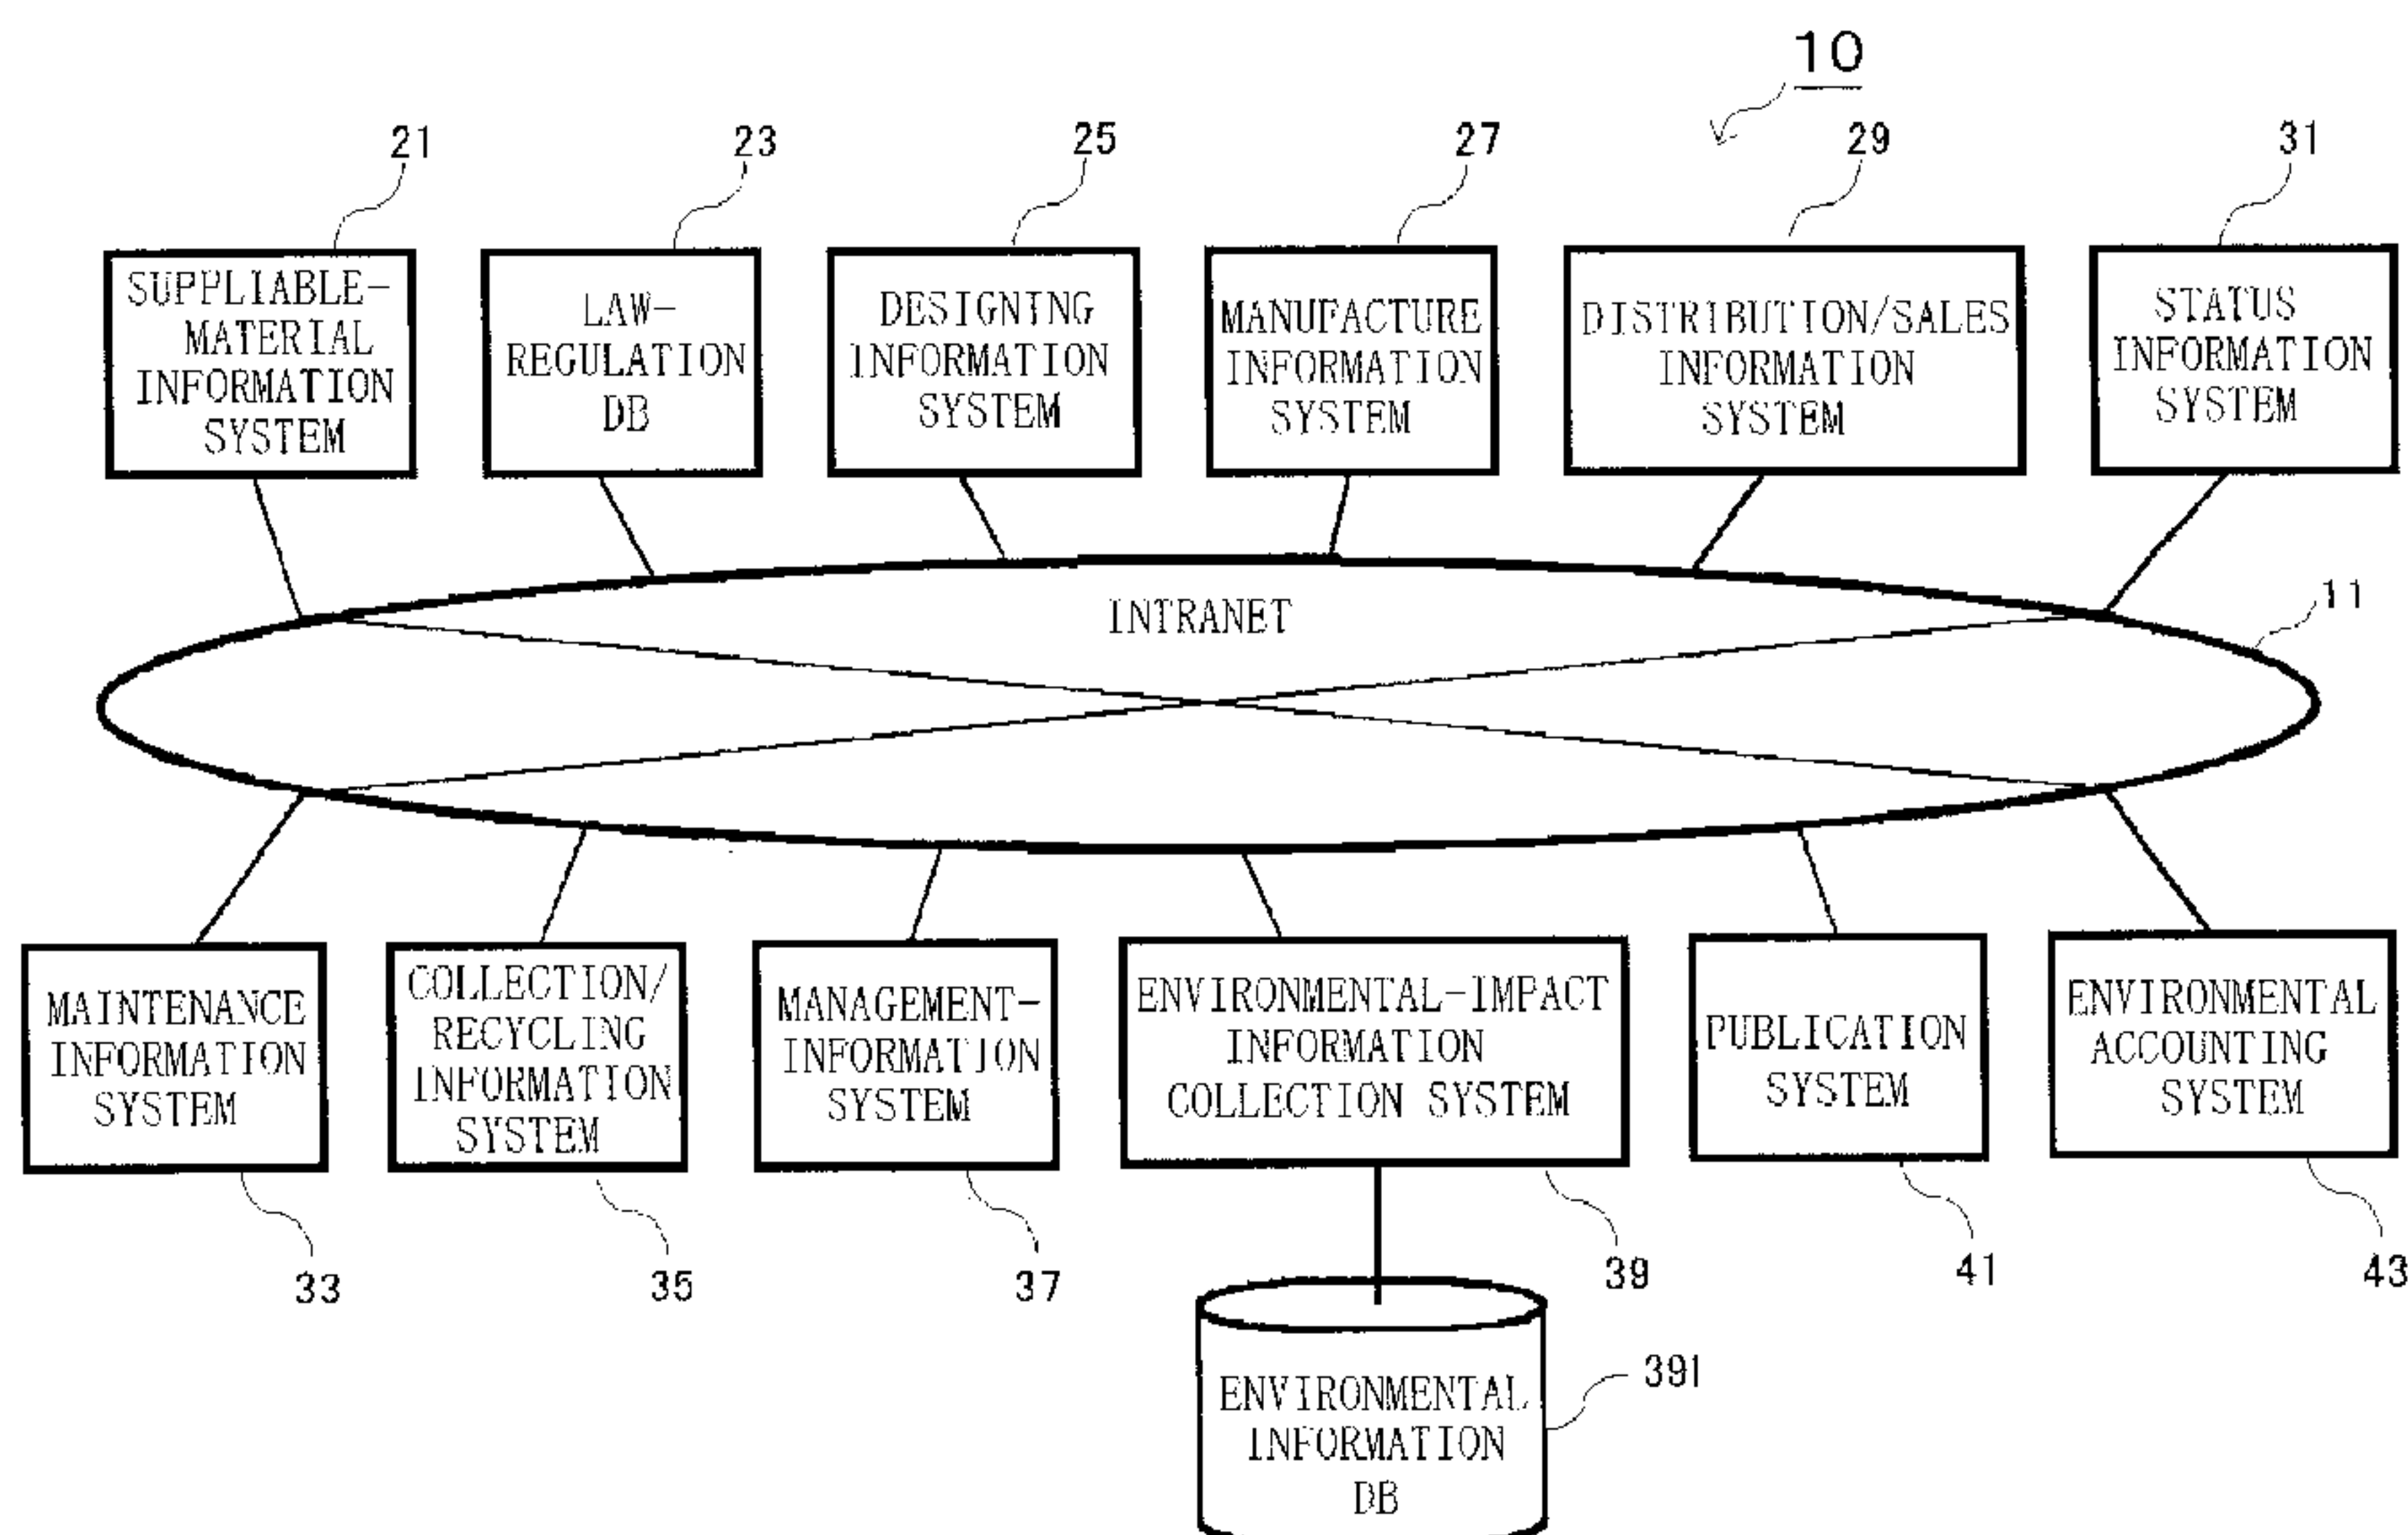 10
21
23
25
27
29
31
SUPPLIABLE-
MATERIAL
INFORMATION
SYSTEM
LAW-
REGULATION
DB
DESIGNING
INFORMATION
SYSTEM
MANUFACTURE
INFORMATION
SYSTEM
DISTRIBUTION/SALES
INFORMATION
SYSTEM
STATUS
INFORMATION
SYSTEM
INTRANET
11
MAINTENANCE
INFORMATION
SYSTEM
COLLECTION/
RECYCLING
INFORMATION
SYSTEM
MANAGEMENT-
INFORMATION
SYSTEM
ENVIRONMENTAL-IMPACT
INFORMATION
COLLECTION SYSTEM
PUBLICATION
SYSTEM
ENVIRONMENTAL
ACCOUNTING
SYSTEM
33
35
37
39
41
43
ENVIRONMENTAL
INFORMATION
DB
391